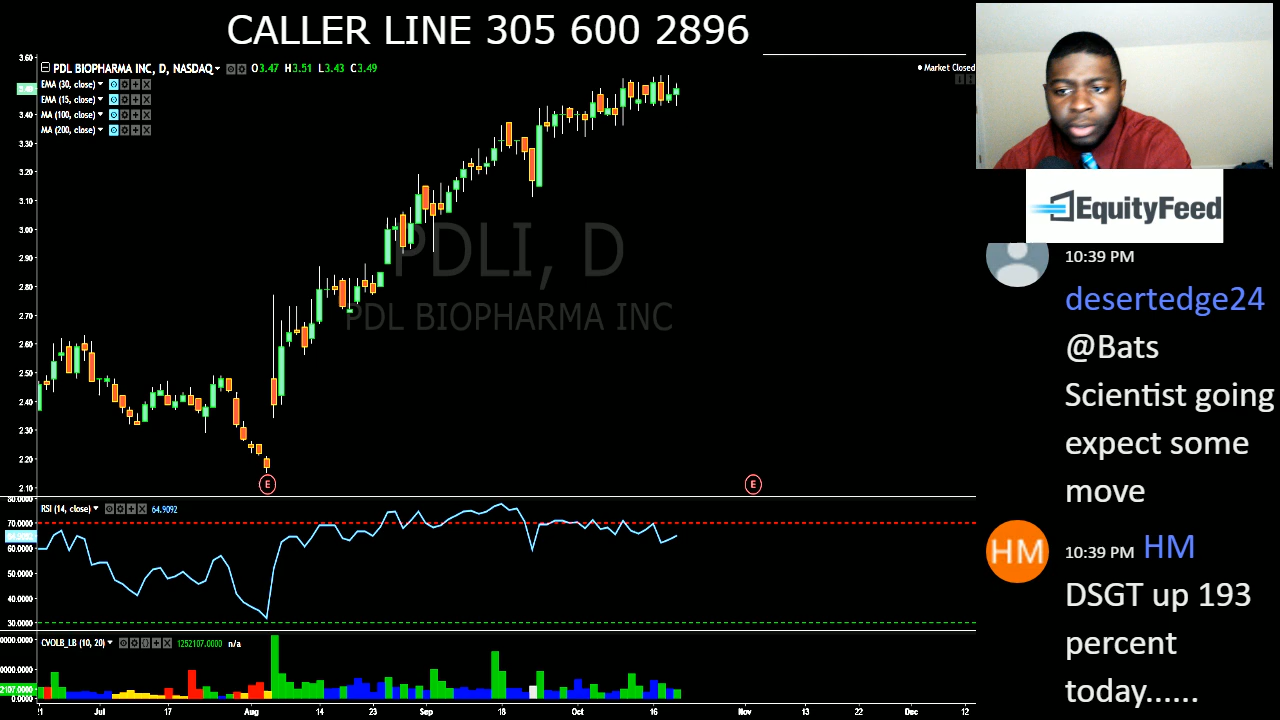 CALLER LINE 305 600 2896
PDL BIOPHARMA INC, D, NASDAQ O3.47 H3.51 L3.43 C3.49
Market Closed
EMA (30, close)
EMA (15, close)
MA (100, close)
MA (200, close)
3.60
3.40
3.30
3.20
3.10
3.00
2.90
2.80
2.70
2.60
2.50
2.40
2.30
2.20
2.10
PDLI, D
PDL BIOPHARMA INC
E
E
RSI (14, close) 64.9092
80.0000
70.0000
60.0000
50.0000
40.0000
30.0000
CVOLB_LB (10, 20) 1252107.0000 n/a
0.0000
Jul 17 Aug 14 23 Sep 18 Oct 16 Nov 13 22 Dec 12
EquityFeed
10:39 PM
desertedge24
@Bats
Scientist going
expect some
move
HM
10:39 PM HM
DSGT up 193
percent
today......